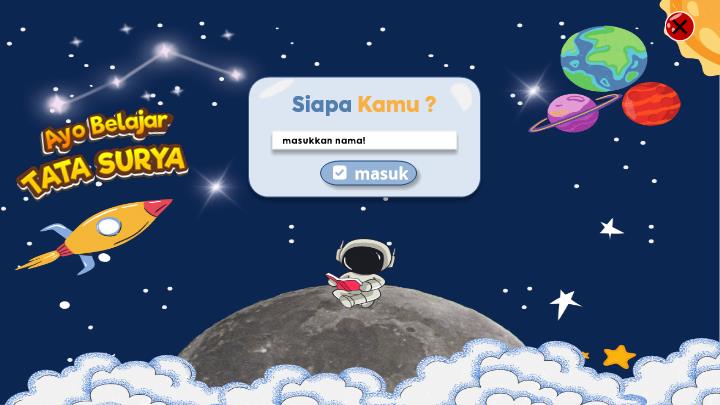 Ayo Belajar
TATA SURYA
Siapa Kamu ?
masukkan nama!
masuk